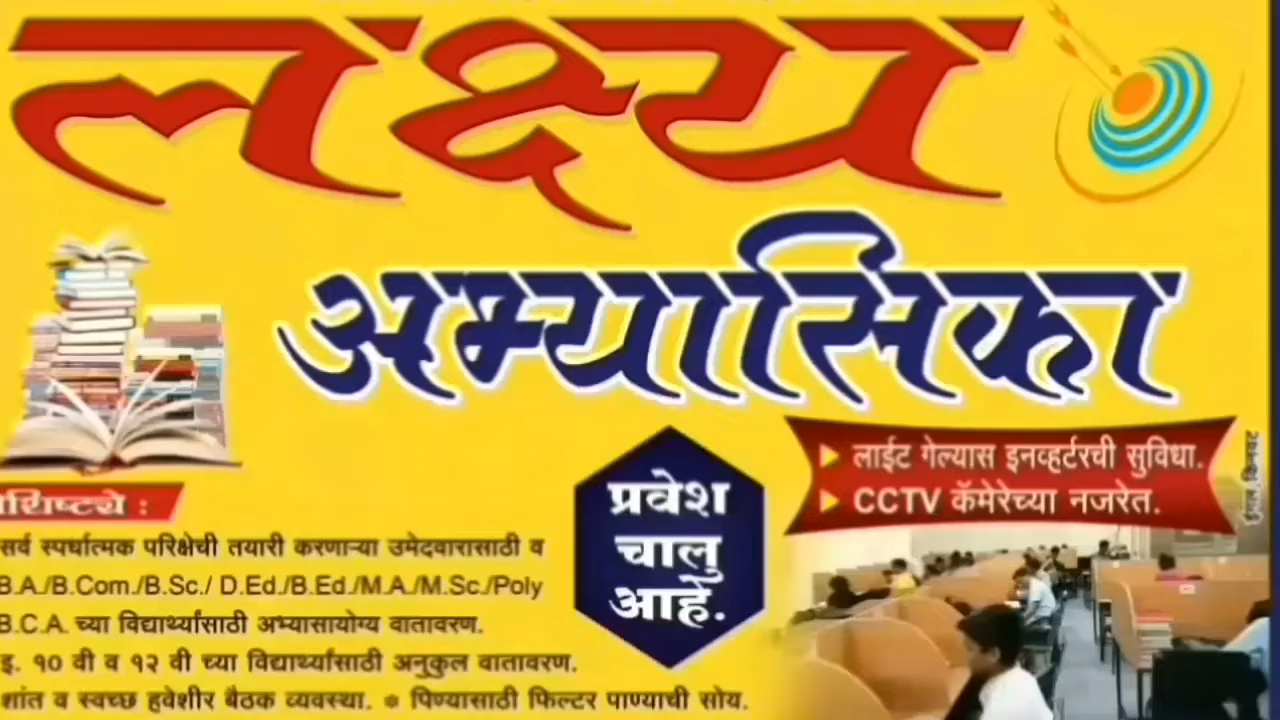 लक्ष्य
अभ्यासिका
▶ लाईट गेल्यास इनव्हर्टरची सुविधा.
▶ CCTV कॅमेरेच्या नजरेत.
प्रवेश
चालु
आहे.
सर्व स्पर्धात्मक परिक्षेची तयारी करणाऱ्या उमेदवारासाठी व
B.A./B.Com./B.Sc./ D.Ed./B.Ed./M.A./M.Sc./Poly
B.C.A. च्या विद्यार्थ्यांसाठी अभ्यासायोग्य वातावरण.
इ. १० वी व १२ वी च्या विद्यार्थ्यांसाठी अनुकुल वातावरण.
शांत व स्वच्छ हवेशीर बैठक व्यवस्था. * पिण्यासाठी फिल्टर पाण्याची सोय.